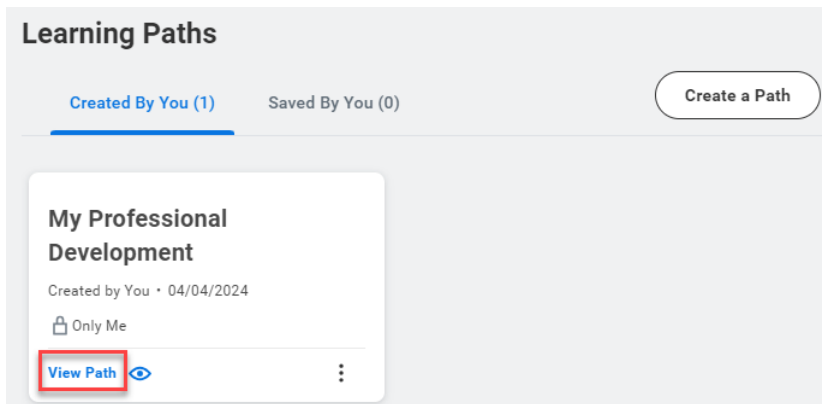 Learning Paths
Created By You (1) Saved By You (0) Create a Path
My Professional
Development
Created by You • 04/04/2024
Only Me
View Path